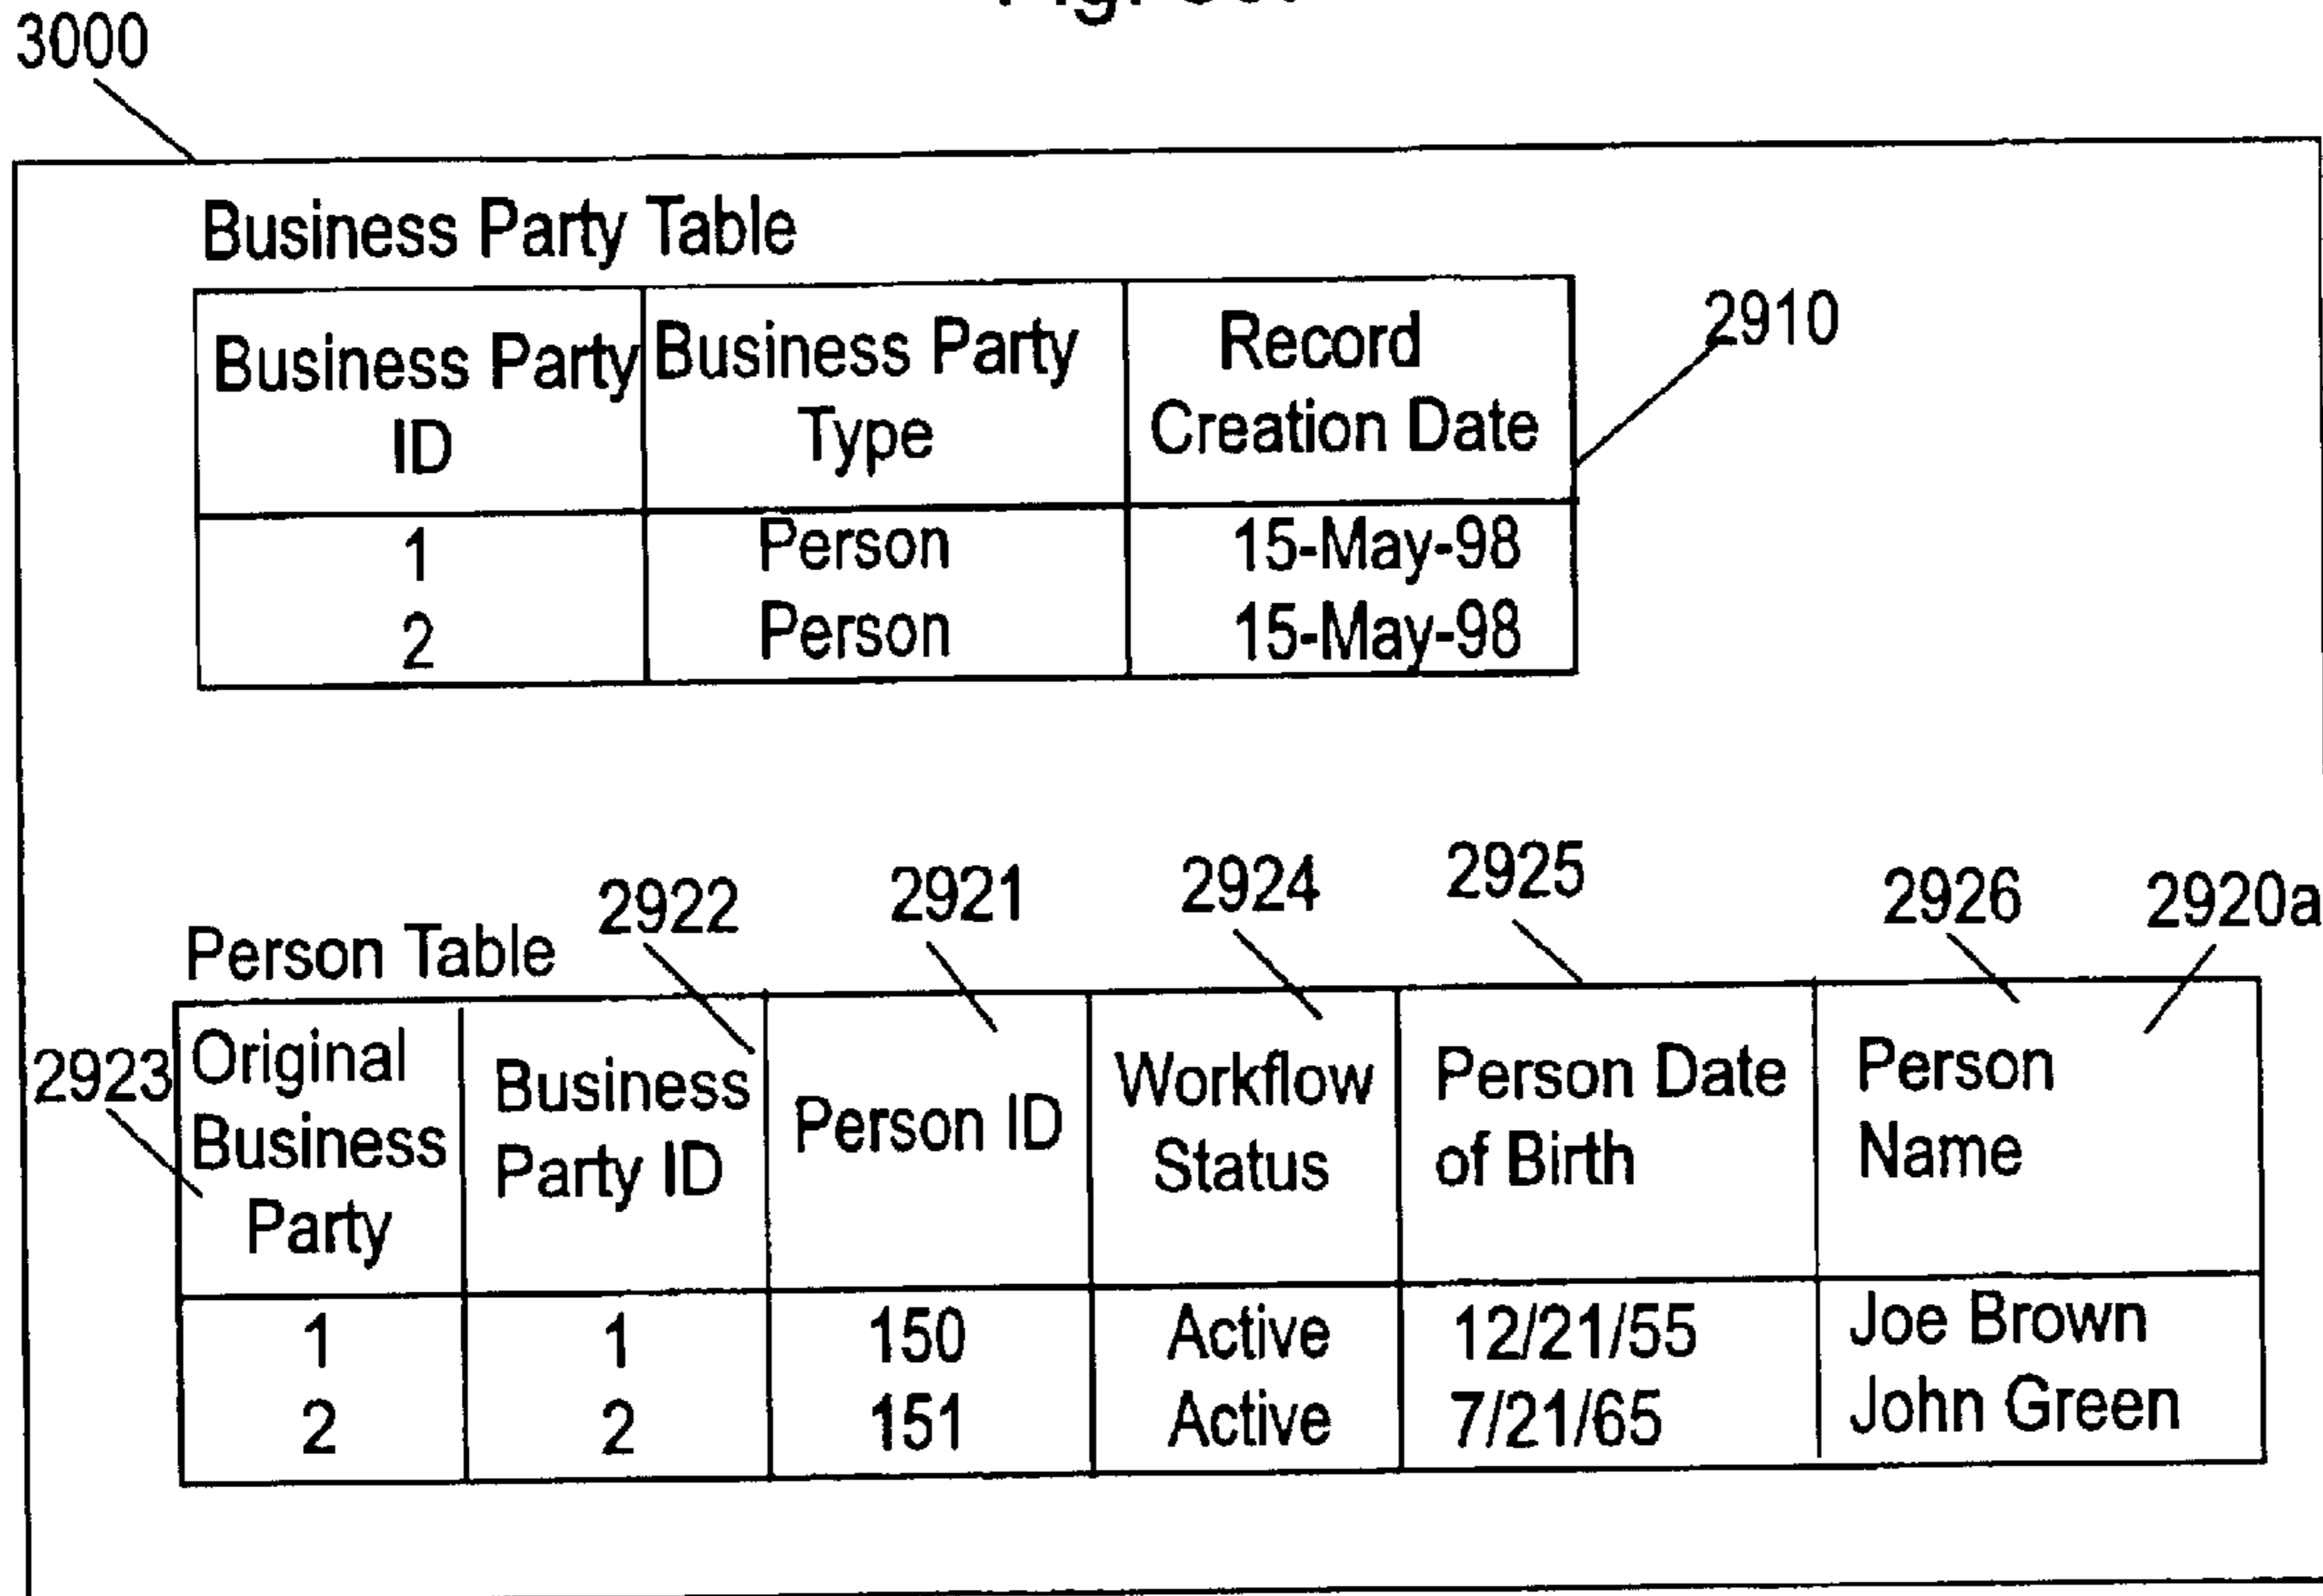 3000
Business Party Table
Business Party ID Business Party Type Record Creation Date 2910
1 Person 15-May-98
2 Person 15-May-98
Person Table 2922 2921 2924 2925 2926 2920a
2923 Original Business Party Business Party ID Person ID Workflow Status Person Date of Birth Person Name
1 1 150 Active 12/21/55 Joe Brown
2 2 151 Active 7/21/65 John Green